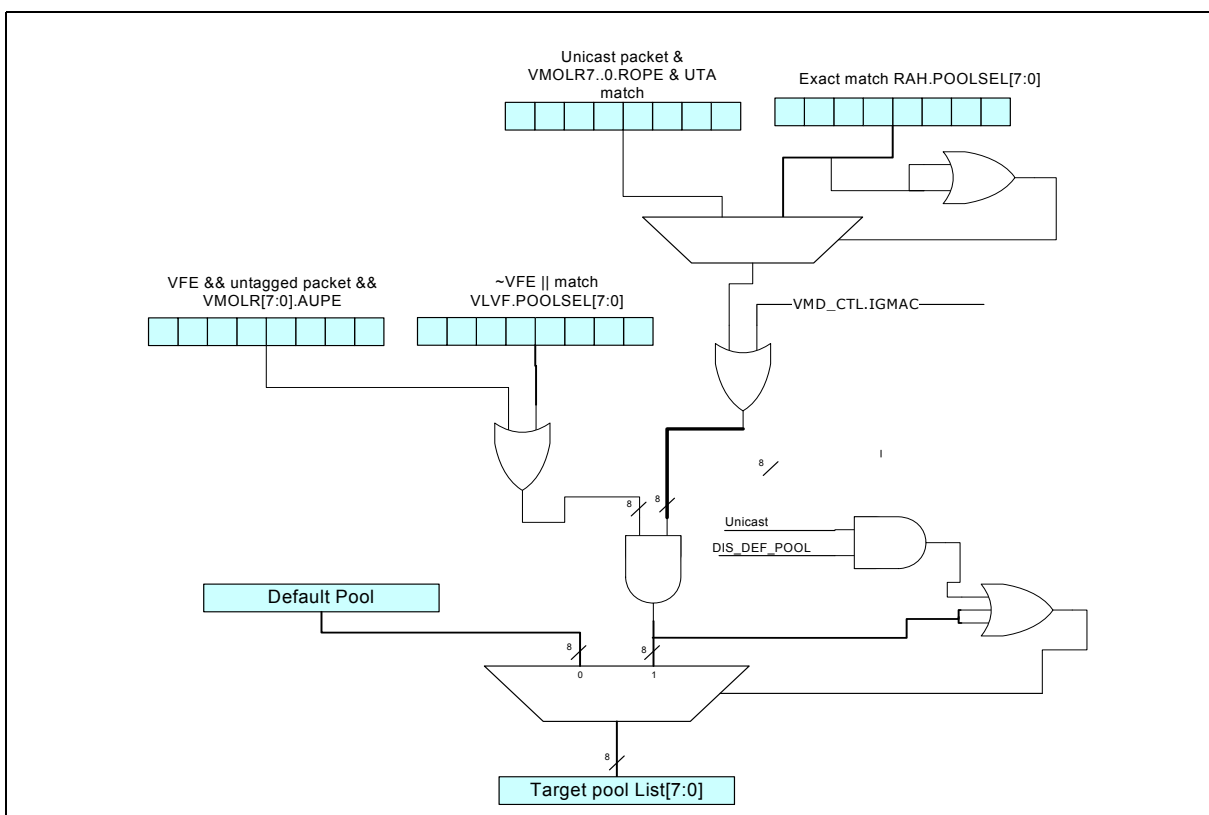 Unicast packet &
VMOLR7..0.ROPE & UTA
match
Exact match RAH.POOLSEL[7:0]
VFE && untagged packet &&
VMOLR[7:0].AUPE
~VFE || match
VLVF.POOLSEL[7:0]
VMD_CTL.IGMAC
8
I
8
8
Unicast
DIS_DEF_POOL
Default Pool
8
8
0
1
8
Target pool List[7:0]